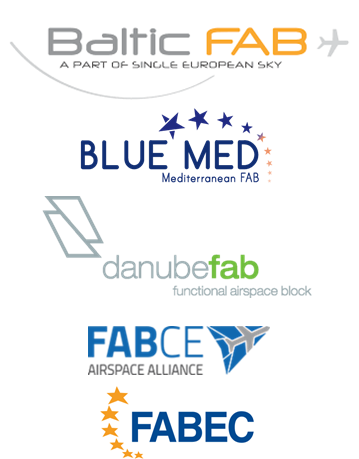 Baltic FAB
A PART OF SINGLE EUROPEAN SKY
BLUE MED
Mediterranean FAB
danubefab
functional airspace block
FABCE
AIRSPACE ALLIANCE
FABEC